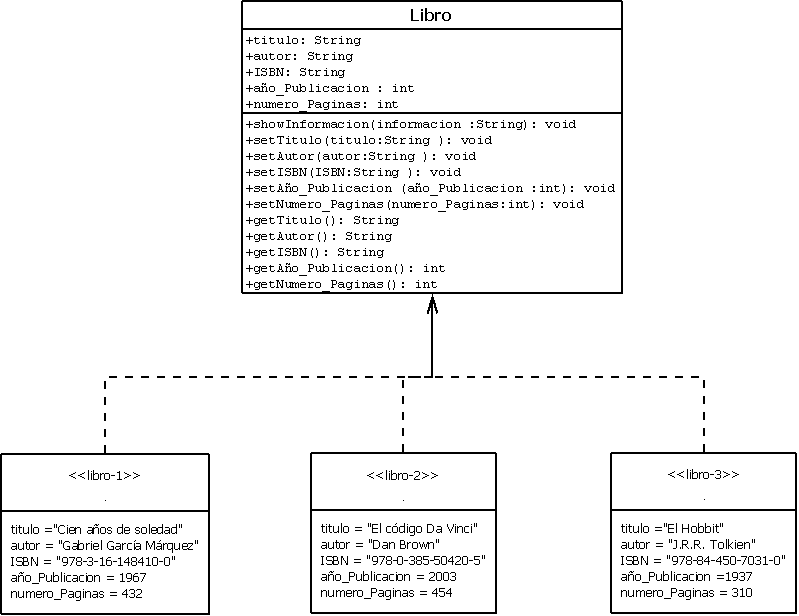 Libro
+titulo: String
+autor: String
+ISBN: String
+año_Publicacion : int
+numero_Paginas: int
+showInformacion(informacion :String): void
+setTitulo(titulo:String ): void
+setAutor(autor:String ): void
+setISBN(ISBN:String ): void
+setAño_Publicacion (año_Publicacion :int): void
+setNumero_Paginas(numero_Paginas:int): void
+getTitulo(): String
+getAutor(): String
+getISBN(): String
+getAño_Publicacion(): int
+getNumero_Paginas(): int
<<libro-1>>
.
titulo ="Cien años de soledad"
autor = "Gabriel García Márquez"
ISBN = "978-3-16-148410-0"
año_Publicacion = 1967
numero_Paginas = 432
<<libro-2>>
.
titulo = "El código Da Vinci"
autor = "Dan Brown"
ISBN = "978-0-385-50420-5"
año_Publicacion = 2003
numero_Paginas = 454
<<libro-3>>
.
titulo ="El Hobbit"
autor = "J.R.R. Tolkien"
ISBN = "978-84-450-7031-0"
año_Publicacion =1937
numero_Paginas = 310